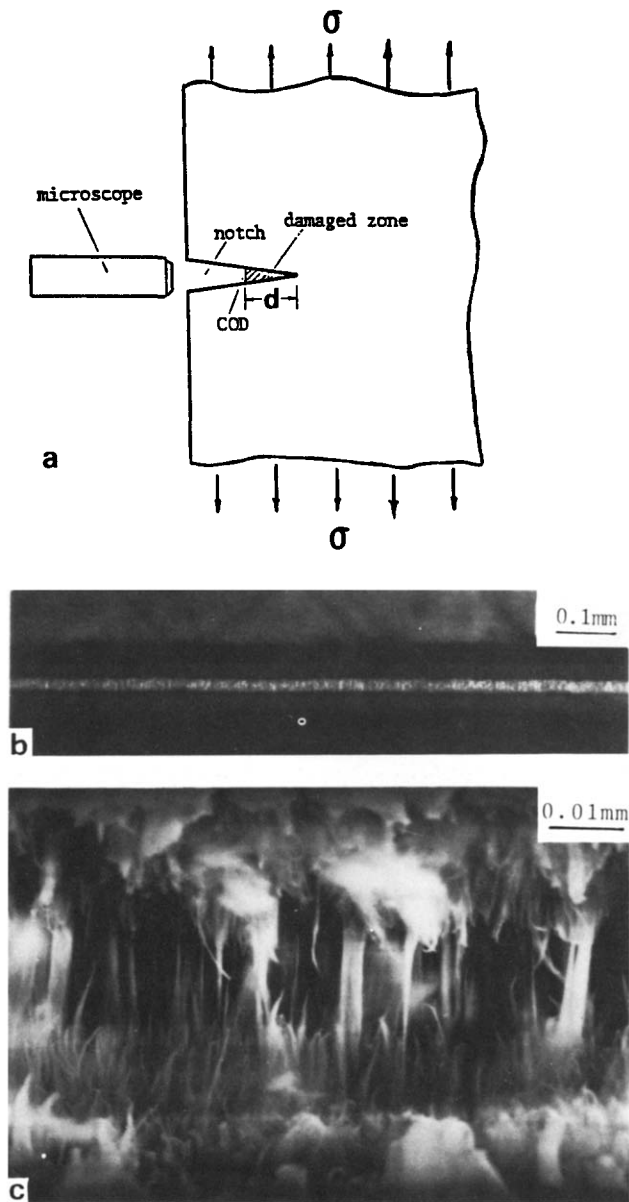 σ
microscope
notch
damaged zone
d
COD
a
σ
0.1mm
b
0.01mm
c